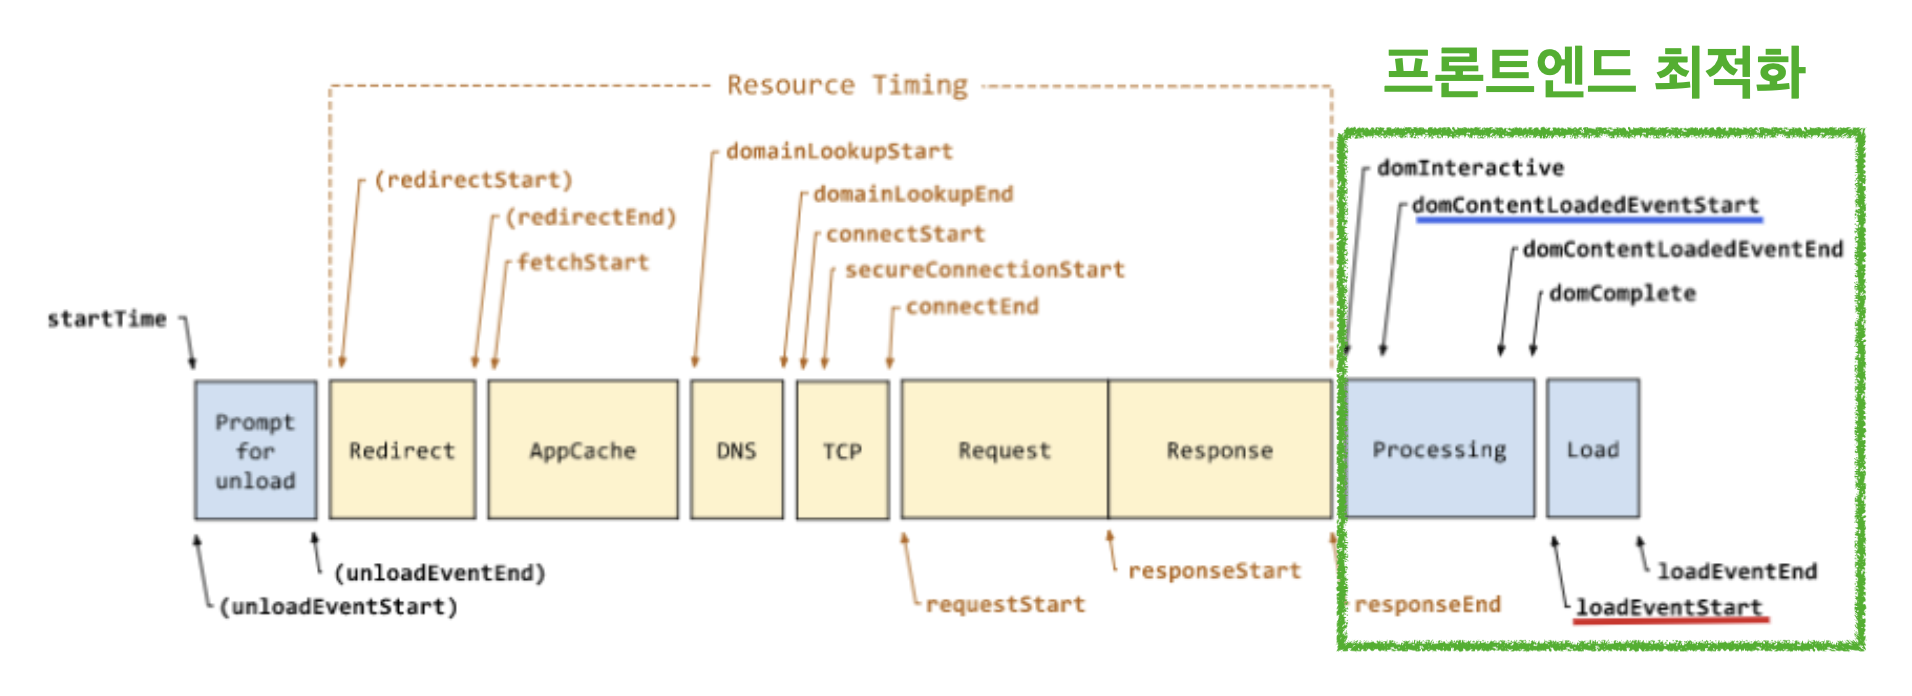 프론트엔드 최적화
Resource Timing
domainLookupStart
domInteractive
(redirectStart)
domainLookupEnd
domContentLoadedEventStart
(redirectEnd)
connectStart
domContentLoadedEventEnd
fetchStart
secureConnectionStart
domComplete
connectEnd
startTime
Prompt
for
unload
Redirect
AppCache
DNS
TCP
Request
Response
Processing
Load
(unloadEventEnd)
responseStart
loadEventEnd
(unloadEventStart)
requestStart
responseEnd
loadEventStart